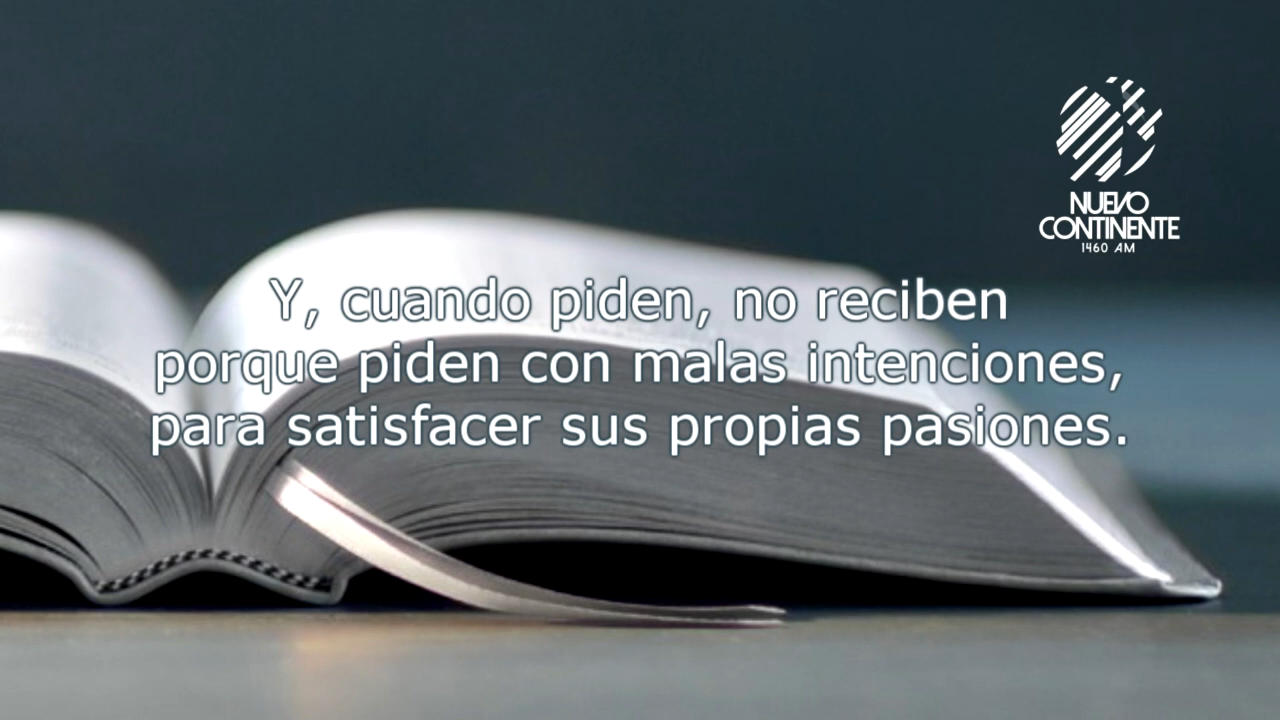 NUEVO
CONTINENTE
1460 AM
Y, cuando piden, no reciben
porque piden con malas intenciones,
para satisfacer sus propias pasiones.